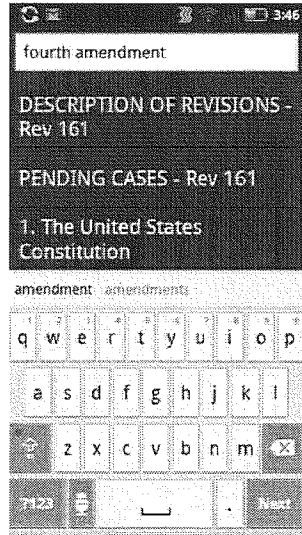 3:46
fourth amendment
DESCRIPTION OF REVISIONS -
Rev 161
PENDING CASES - Rev 161
1. The United States
Constitution
amendment amendments
q w e r t y u i o p
a s d f g h j k l
z x c v b n m
?123 . Next